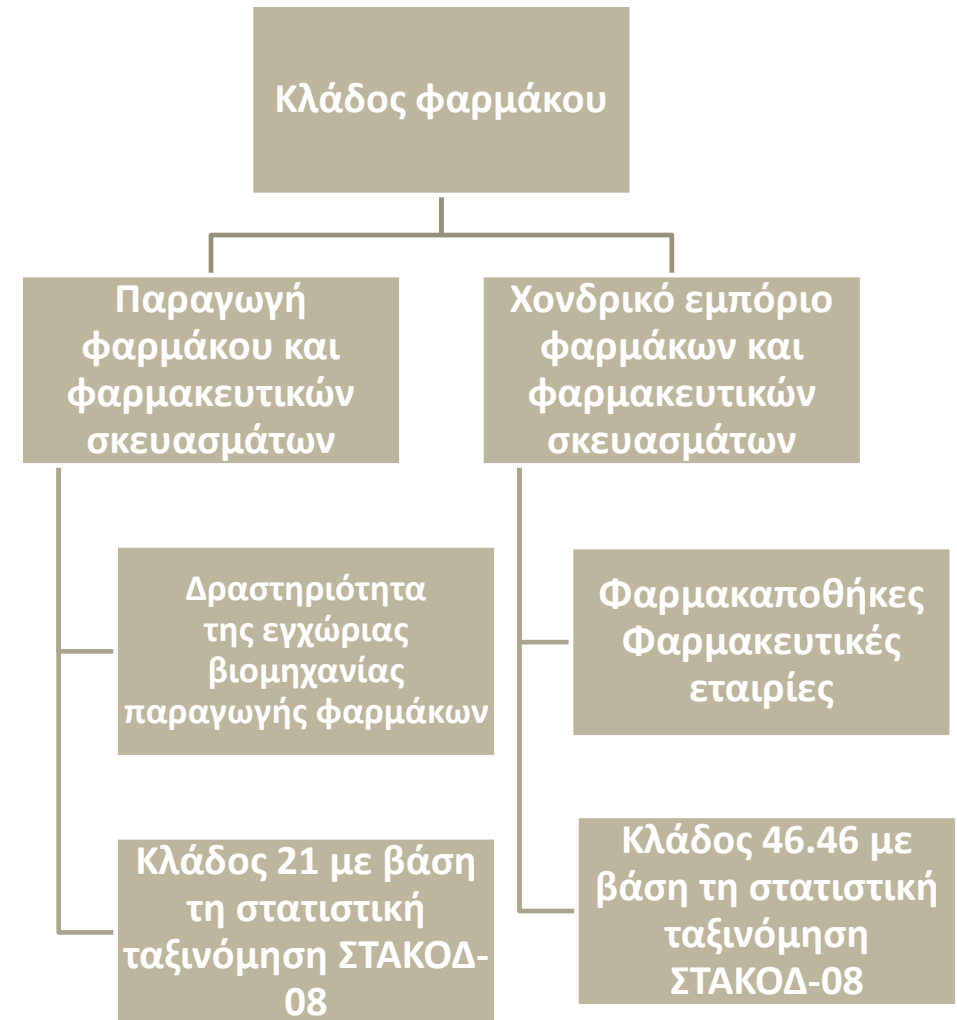 Κλάδος φαρμάκου
Παραγωγή
φαρμάκου και
φαρμακευτικών
σκευασμάτων
Χονδρικό εμπόριο
φαρμάκων και
φαρμακευτικών
σκευασμάτων
Δραστηριότητα
της εγχώριας
βιομηχανίας
παραγωγής φαρμάκων
Φαρμακαποθήκες
Φαρμακευτικές
εταιρίες
Κλάδος 21 με βάση
τη στατιστική
ταξινόμηση ΣΤΑΚΟΔ-
08
Κλάδος 46.46 με
βάση τη στατιστική
ταξινόμηση
ΣΤΑΚΟΔ-08